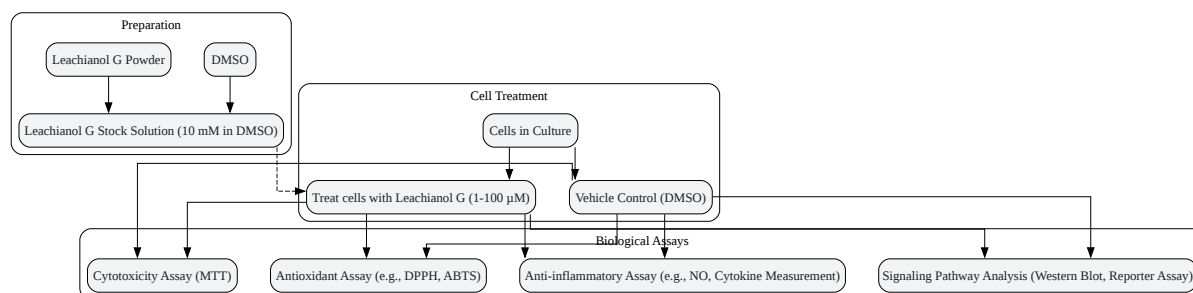 Preparation
Leachianol G Powder
DMSO
Leachianol G Stock Solution (10 mM in DMSO)
Cell Treatment
Cells in Culture
Treat cells with Leachianol G (1-100 µM)
Vehicle Control (DMSO)
Biological Assays
Cytotoxicity Assay (MTT)
Antioxidant Assay (e.g., DPPH, ABTS)
Anti-inflammatory Assay (e.g., NO, Cytokine Measurement)
Signaling Pathway Analysis (Western Blot, Reporter Assay)